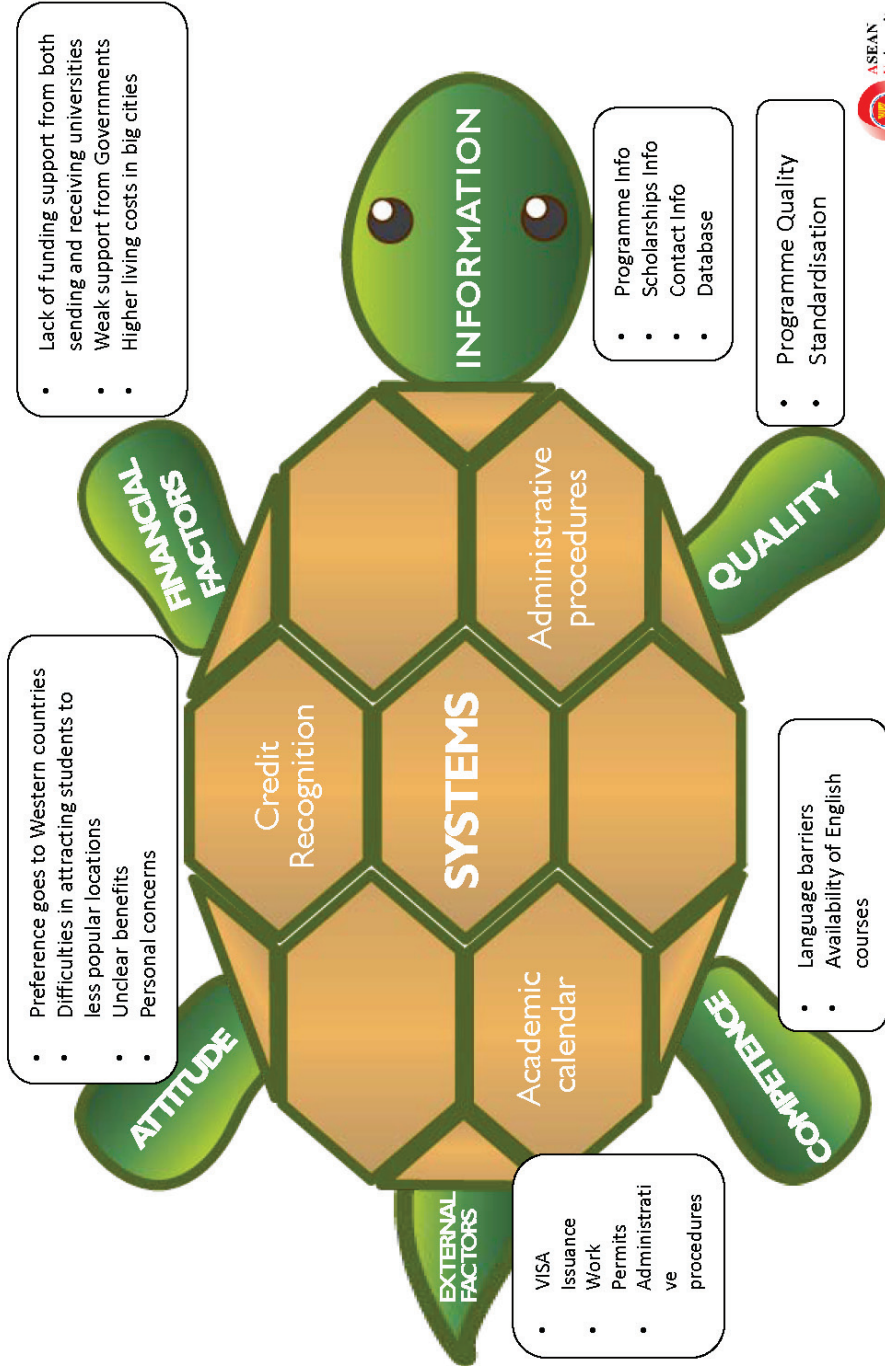 Preference goes to Western countries
Difficulties in attracting students to
less popular locations
Unclear benefits
Personal concerns
Lack of funding support from both
sending and receiving universities
Weak support from Governments
Higher living costs in big cities
ATTITUDE
FINANCIAL
FACTORS
Credit
Recognition
EXTERNAL
FACTORS
SYSTEMS
INFORMATION
Academic
calendar
Administrative
procedures
VISA
Issuance
Work
Permits
Administrati
ve
procedures
COMPETENCE
Language barriers
Availability of English
courses
QUALITY
Programme Info
Scholarships Info
Contact Info
Database
Programme Quality
Standardisation
ASEAN